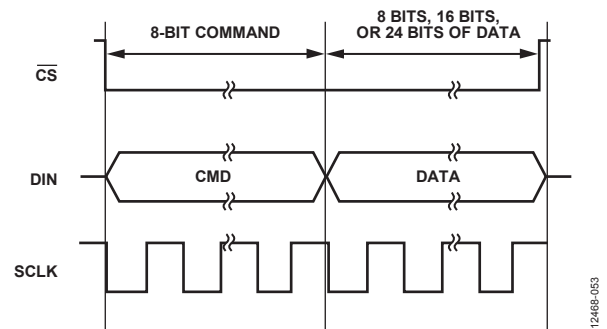 8-BIT COMMAND
8 BITS, 16 BITS,
OR 24 BITS OF DATA
CS
DIN
CMD
DATA
SCLK
12468-053